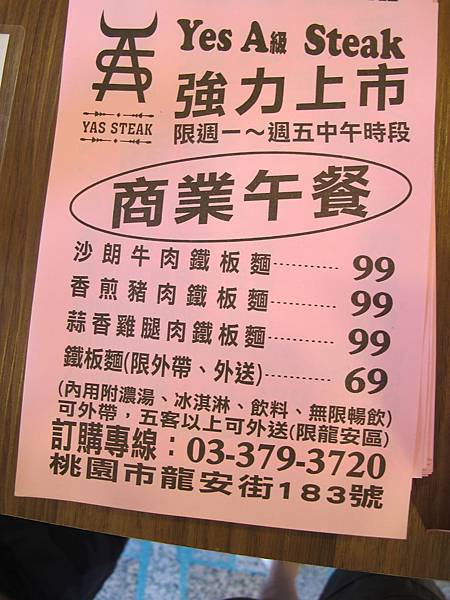 Yes A級 Steak
YAS STEAK
強力上市
限週一～週五中午時段
商業午餐
沙朗牛肉鐵板麵----------99
香煎豬肉鐵板麵----------99
蒜香雞腿肉鐵板麵--------99
鐵板麵(限外帶、外送)--------69
(內用附濃湯、冰淇淋、飲料、無限暢飲)
可外帶，五客以上可外送(限龍安區)
訂購專線：03-379-3720
桃園市龍安街183號